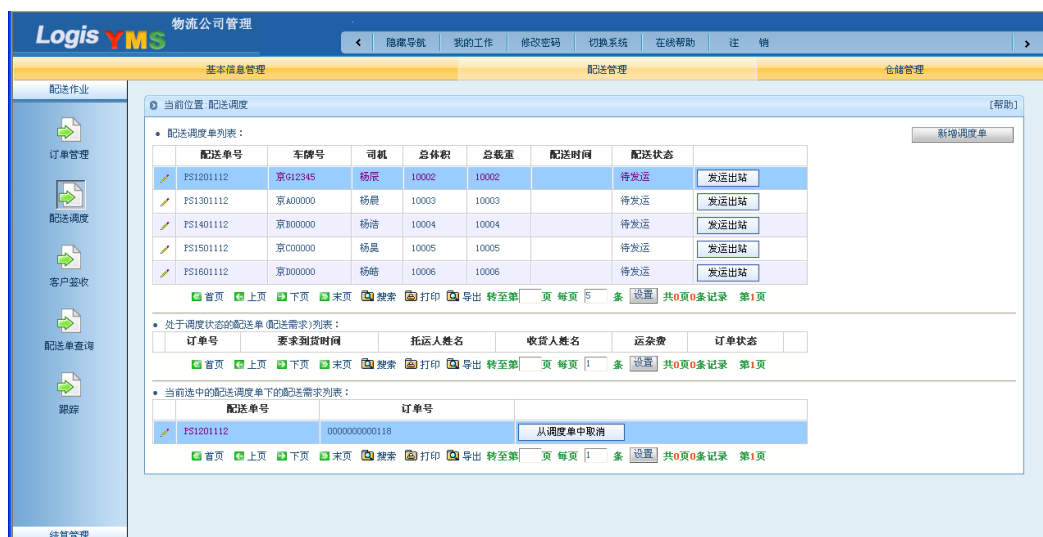 Logis YMS 物流公司管理
隐藏导航 我的工作 修改密码 切换系统 在线帮助 注 销
基本信息管理 配送管理 仓储管理
配送作业
订单管理
配送调度
客户签收
配送单查询
跟踪
结算管理
当前位置:配送调度 [帮助]
配送调度单列表： 新增调度单
配送单号 车牌号 司机 总体积 总载重 配送时间 配送状态
PS1201112 京G12345 杨辰 10002 10002 待发运 发运出站
PS1301112 京A00000 杨晨 10003 10003 待发运 发运出站
PS1401112 京B00000 杨浩 10004 10004 待发运 发运出站
PS1501112 京C00000 杨昊 10005 10005 待发运 发运出站
PS1601112 京D00000 杨皓 10006 10006 待发运 发运出站
首页 上页 下页 末页 搜索 打印 导出 转至第 页 每页 5 条 设置 共0页0条记录 第1页
处于调度状态的配送单(配送需求)列表：
订单号 要求到货时间 托运人姓名 收货人姓名 运杂费 订单状态
首页 上页 下页 末页 搜索 打印 导出 转至第 页 每页 1 条 设置 共0页0条记录 第1页
当前选中的配送调度单下的配送需求列表：
配送单号 订单号
PS1201112 0000000000118 从调度单中取消
首页 上页 下页 末页 搜索 打印 导出 转至第 页 每页 1 条 设置 共0页0条记录 第1页